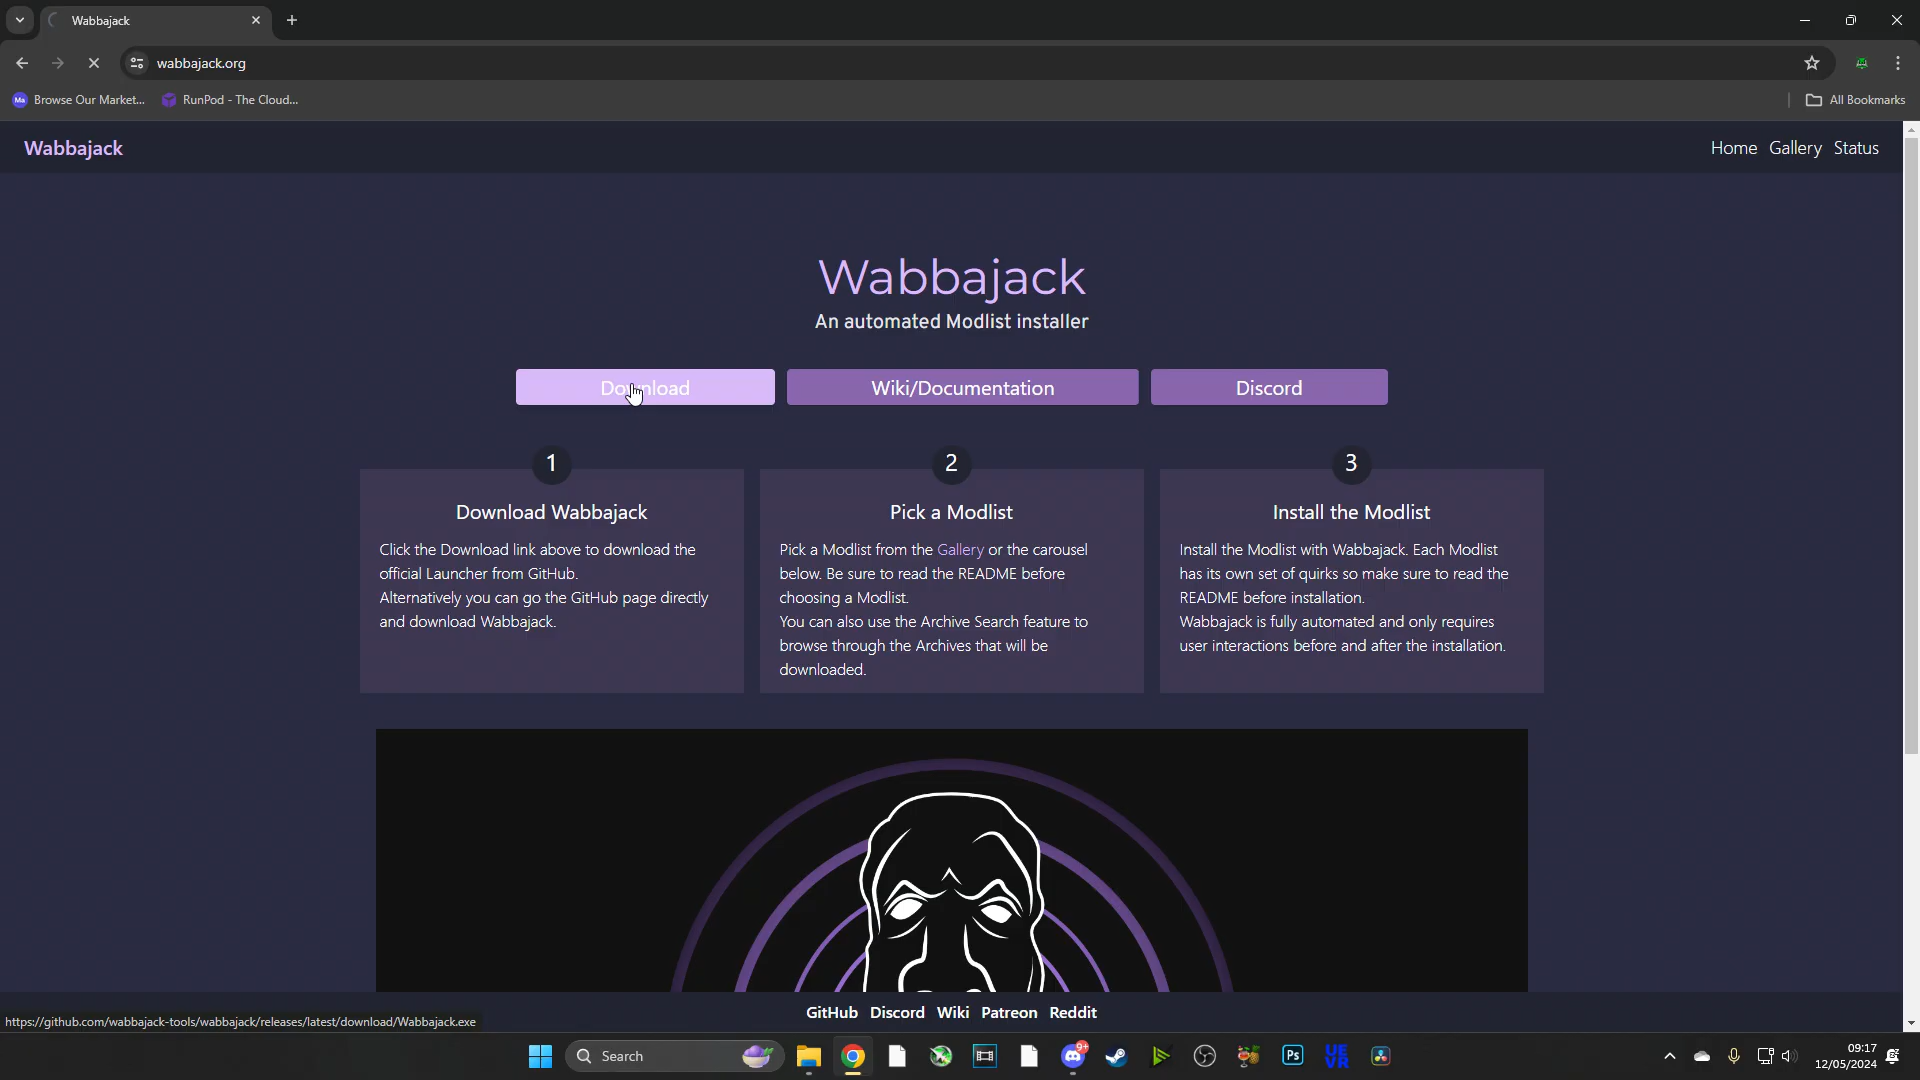 Wabbajack
wabbajack.org
Browse Our Market...
RunPod - The Cloud...
All Bookmarks
Wabbajack
Home Gallery Status
Wabbajack
An automated Modlist installer
Download
Wiki/Documentation
Discord
1
Download Wabbajack
Click the Download link above to download the
official Launcher from GitHub.
Alternatively you can go the GitHub page directly
and download Wabbajack.
2
Pick a Modlist
Pick a Modlist from the Gallery or the carousel
below. Be sure to read the README before
choosing a Modlist.
You can also use the Archive Search feature to
browse through the Archives that will be
downloaded.
3
Install the Modlist
Install the Modlist with Wabbajack. Each Modlist
has its own set of quirks so make sure to read the
README before installation.
Wabbajack is fully automated and only requires
user interactions before and after the installation.
GitHub Discord Wiki Patreon Reddit
https://github.com/wabbajack-tools/wabbajack/releases/latest/download/Wabbajack.exe
Search
9+
Ps
UE
VR
09:17
12/05/2024